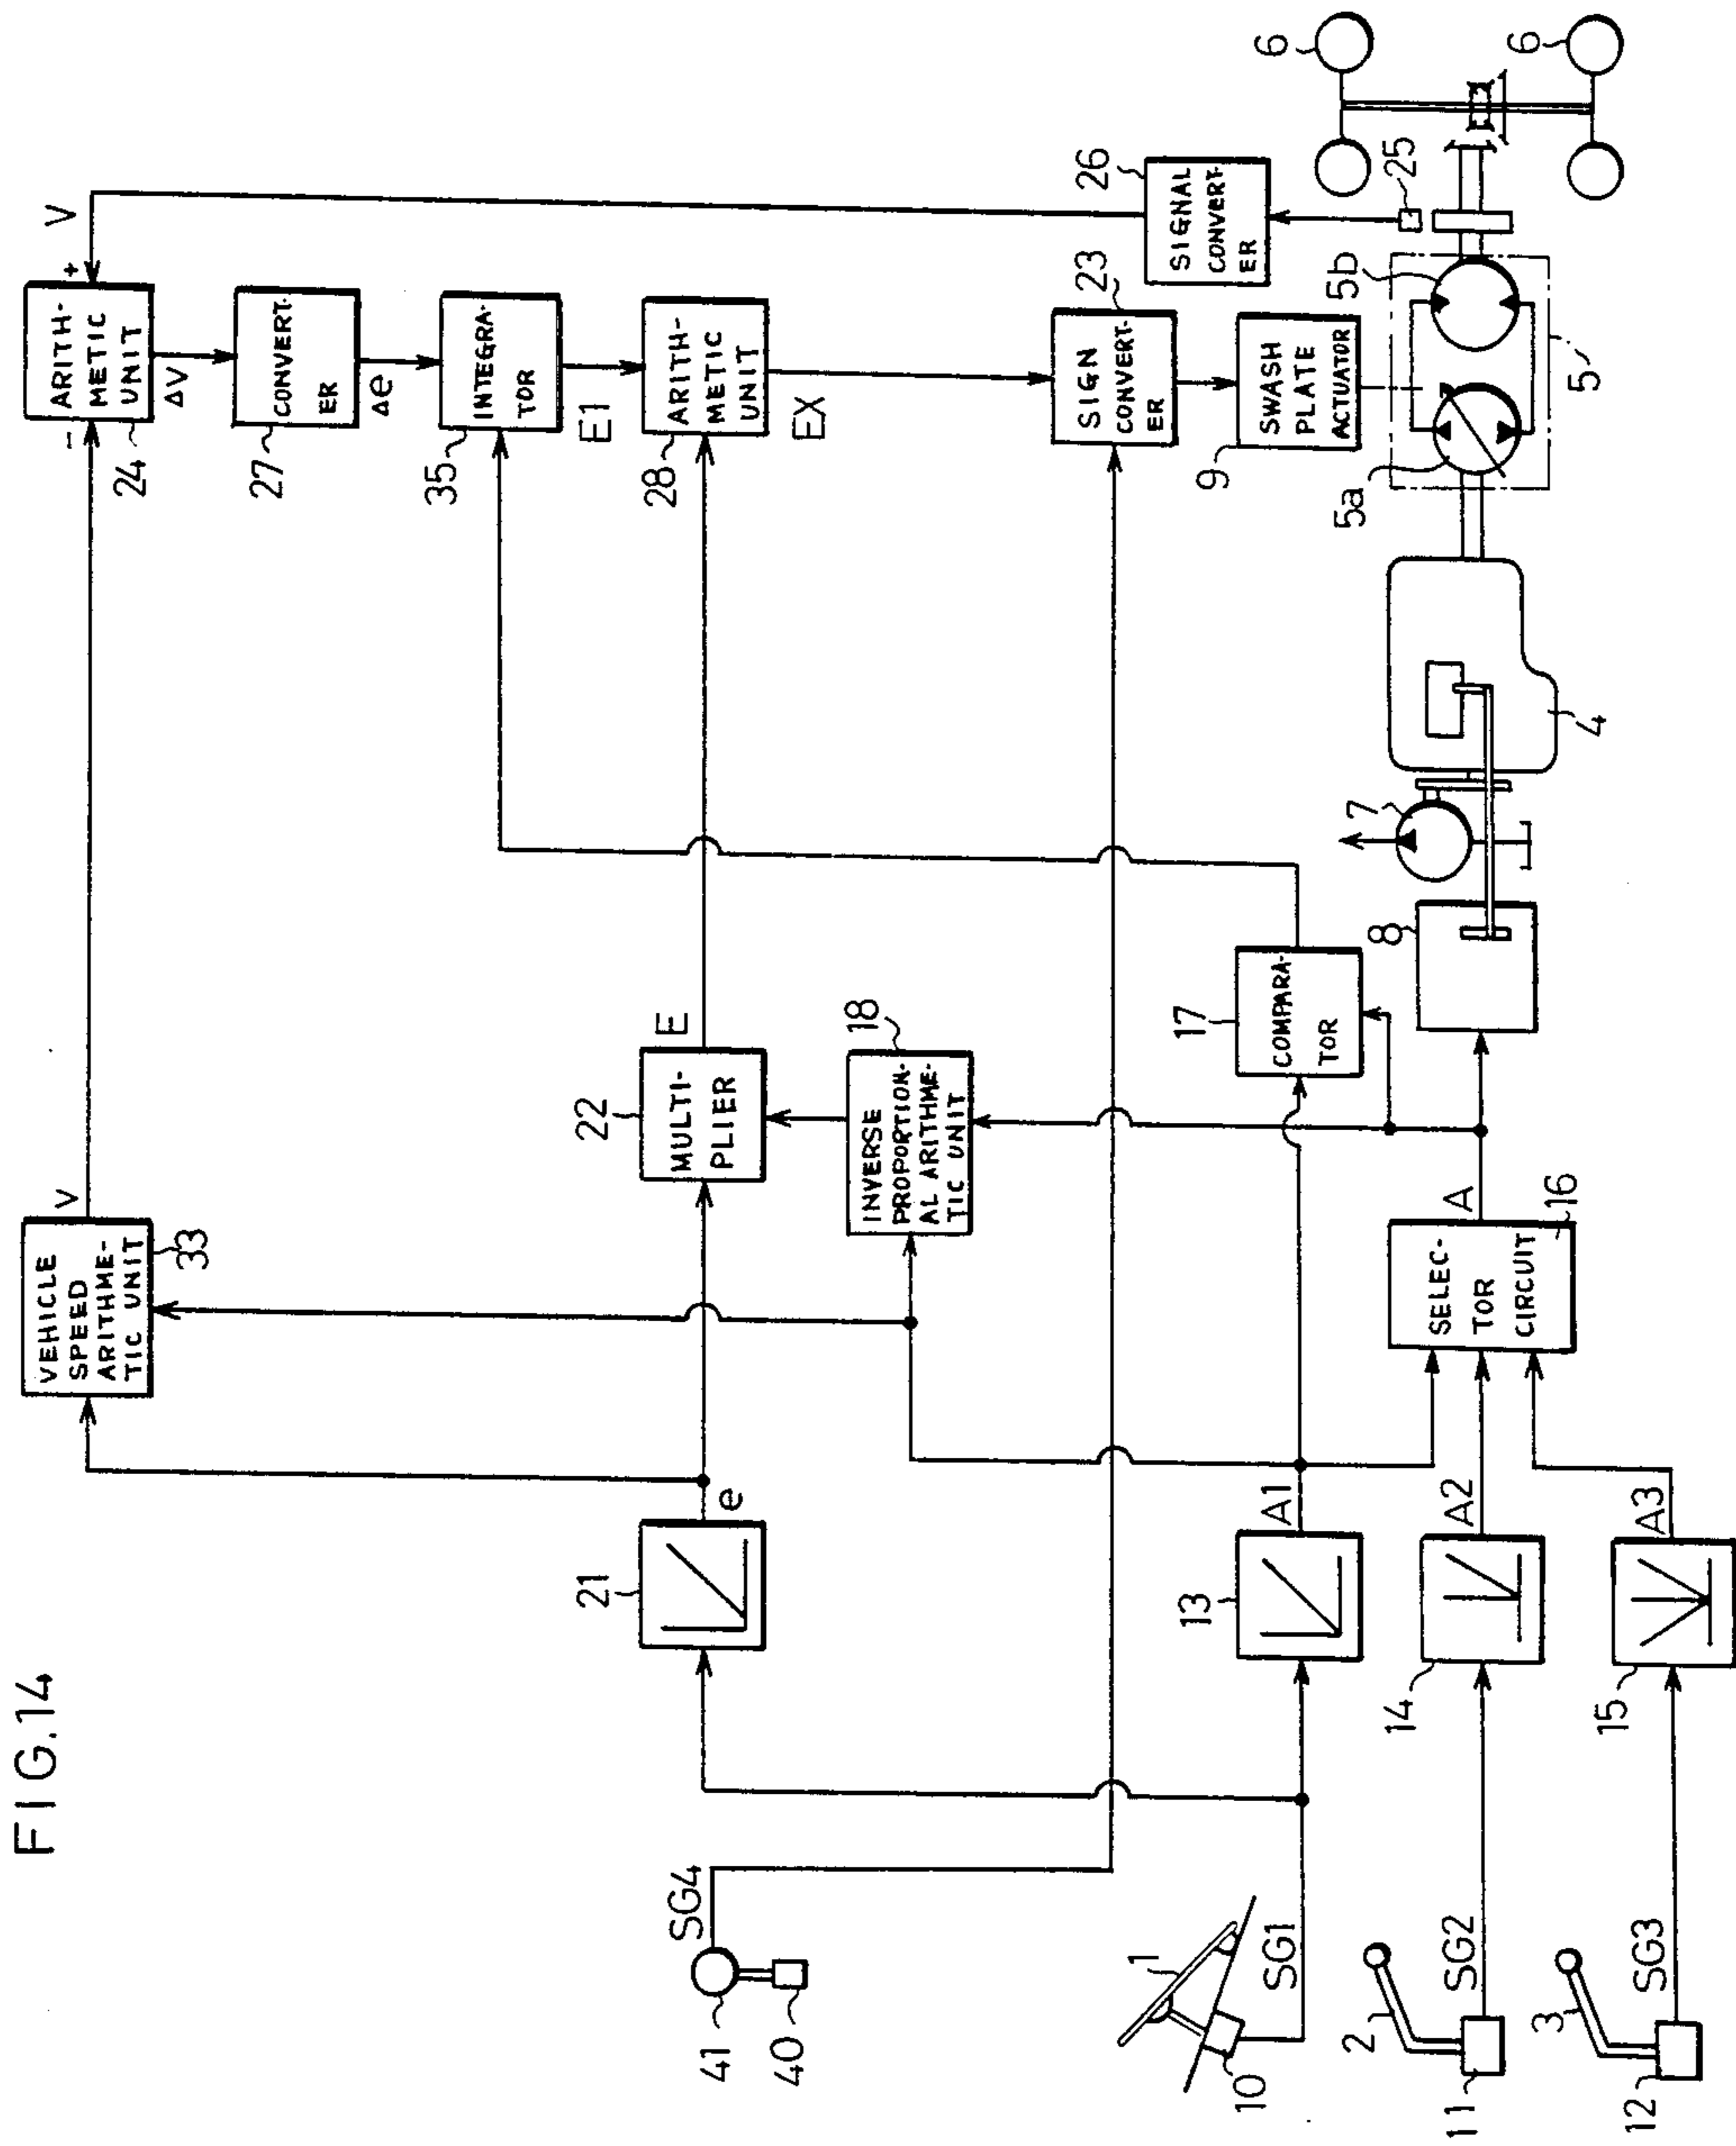 FIG.14
VEHICLE
SPEED
ARITHME-
TIC UNIT
33
v
V
-
+
ARITH-
METIC
UNIT
24
Δv
CONVERT-
ER
27
Δe
INTEGRA-
TOR
35
E1
ARITH-
METIC
UNIT
28
EX
21
e
22
MULTI-
PLIER
E
INVERSE
PROPORTION-
AL ARITHME-
TIC UNIT
18
SIGN
CONVERT-
ER
23
SIGNAL
CONVERT-
ER
26
SWASH
PLATE
ACTUATOR
9
SG4
41
40
1
10
SG1
13
A1
COMPARA-
TOR
17
2
11
SG2
14
A2
3
12
SG3
15
A3
SELEC-
TOR
CIRCUIT
16
A
8
7
4
5a
5b
5
25
6
6